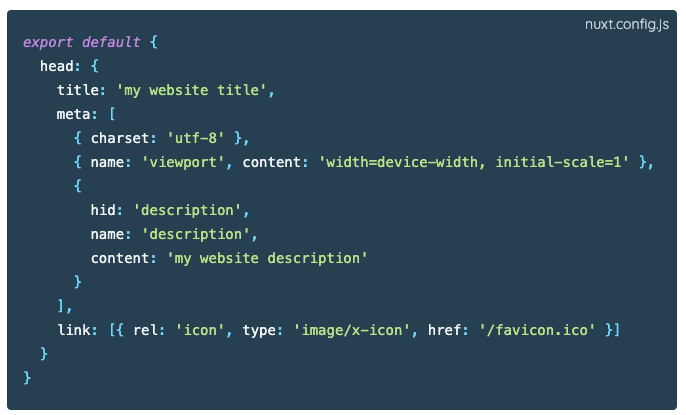 nuxt.config.js
export default {
  head: {
    title: 'my website title',
    meta: [
      { charset: 'utf-8' },
      { name: 'viewport', content: 'width=device-width, initial-scale=1' },
      {
        hid: 'description',
        name: 'description',
        content: 'my website description'
      }
    ],
    link: [{ rel: 'icon', type: 'image/x-icon', href: '/favicon.ico' }]
  }
}